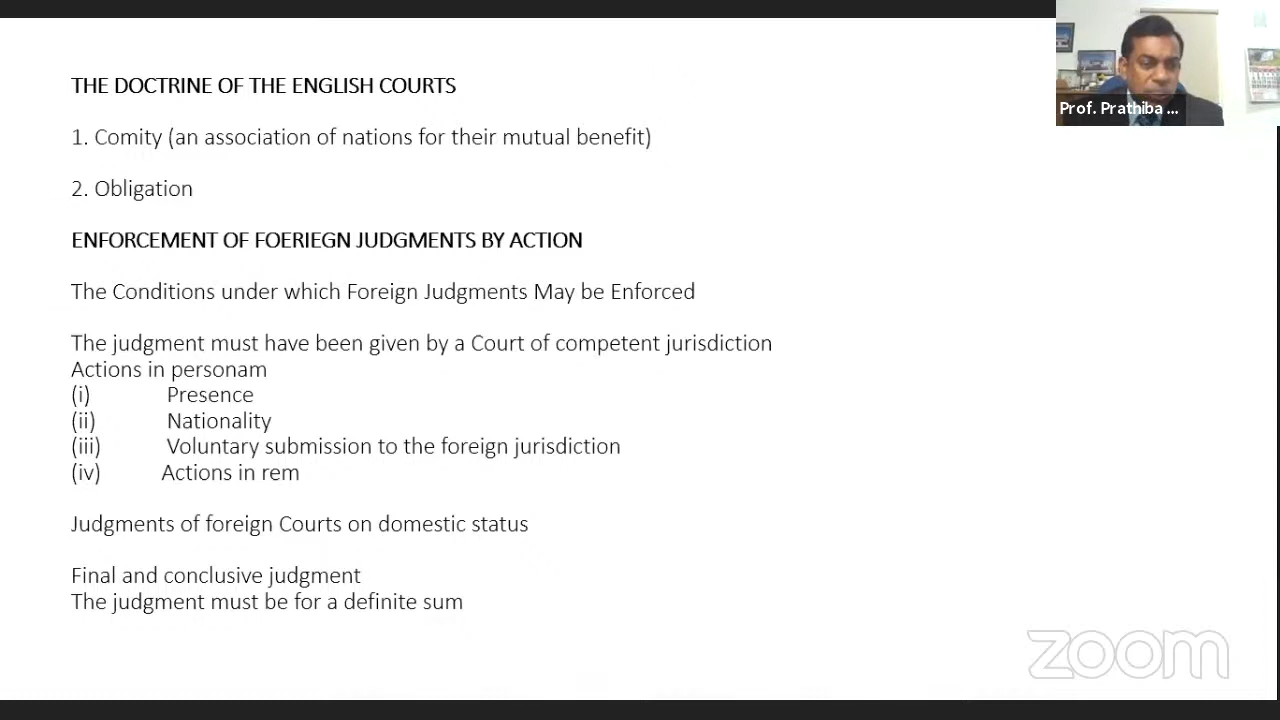 THE DOCTRINE OF THE ENGLISH COURTS
1. Comity (an association of nations for their mutual benefit)
2. Obligation
ENFORCEMENT OF FOERIEGN JUDGMENTS BY ACTION
The Conditions under which Foreign Judgments May be Enforced
The judgment must have been given by a Court of competent jurisdiction
Actions in personam
(i) Presence
(ii) Nationality
(iii) Voluntary submission to the foreign jurisdiction
(iv) Actions in rem
Judgments of foreign Courts on domestic status
Final and conclusive judgment
The judgment must be for a definite sum
Prof. Prathiba ...
zoom